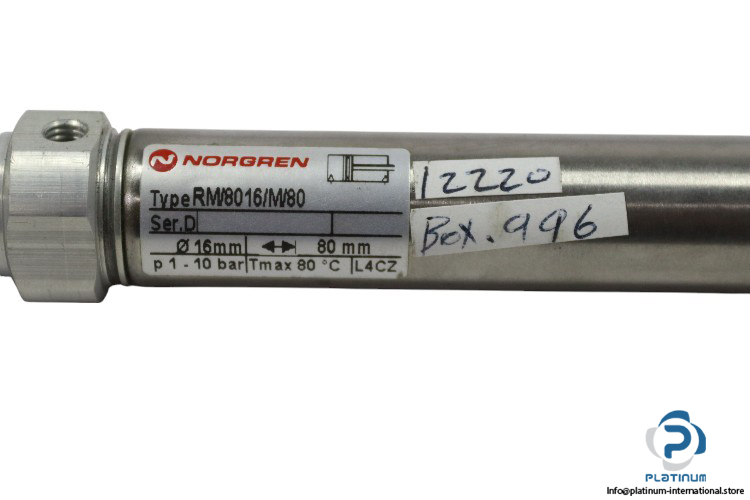 NORGREN
Type RM/8016/M/80
Ser.D
Ø 16mm 80 mm
p 1 - 10 bar Tmax 80 °C L4CZ
12220
Box.996
PLATINUM
Info@platinum-international.store